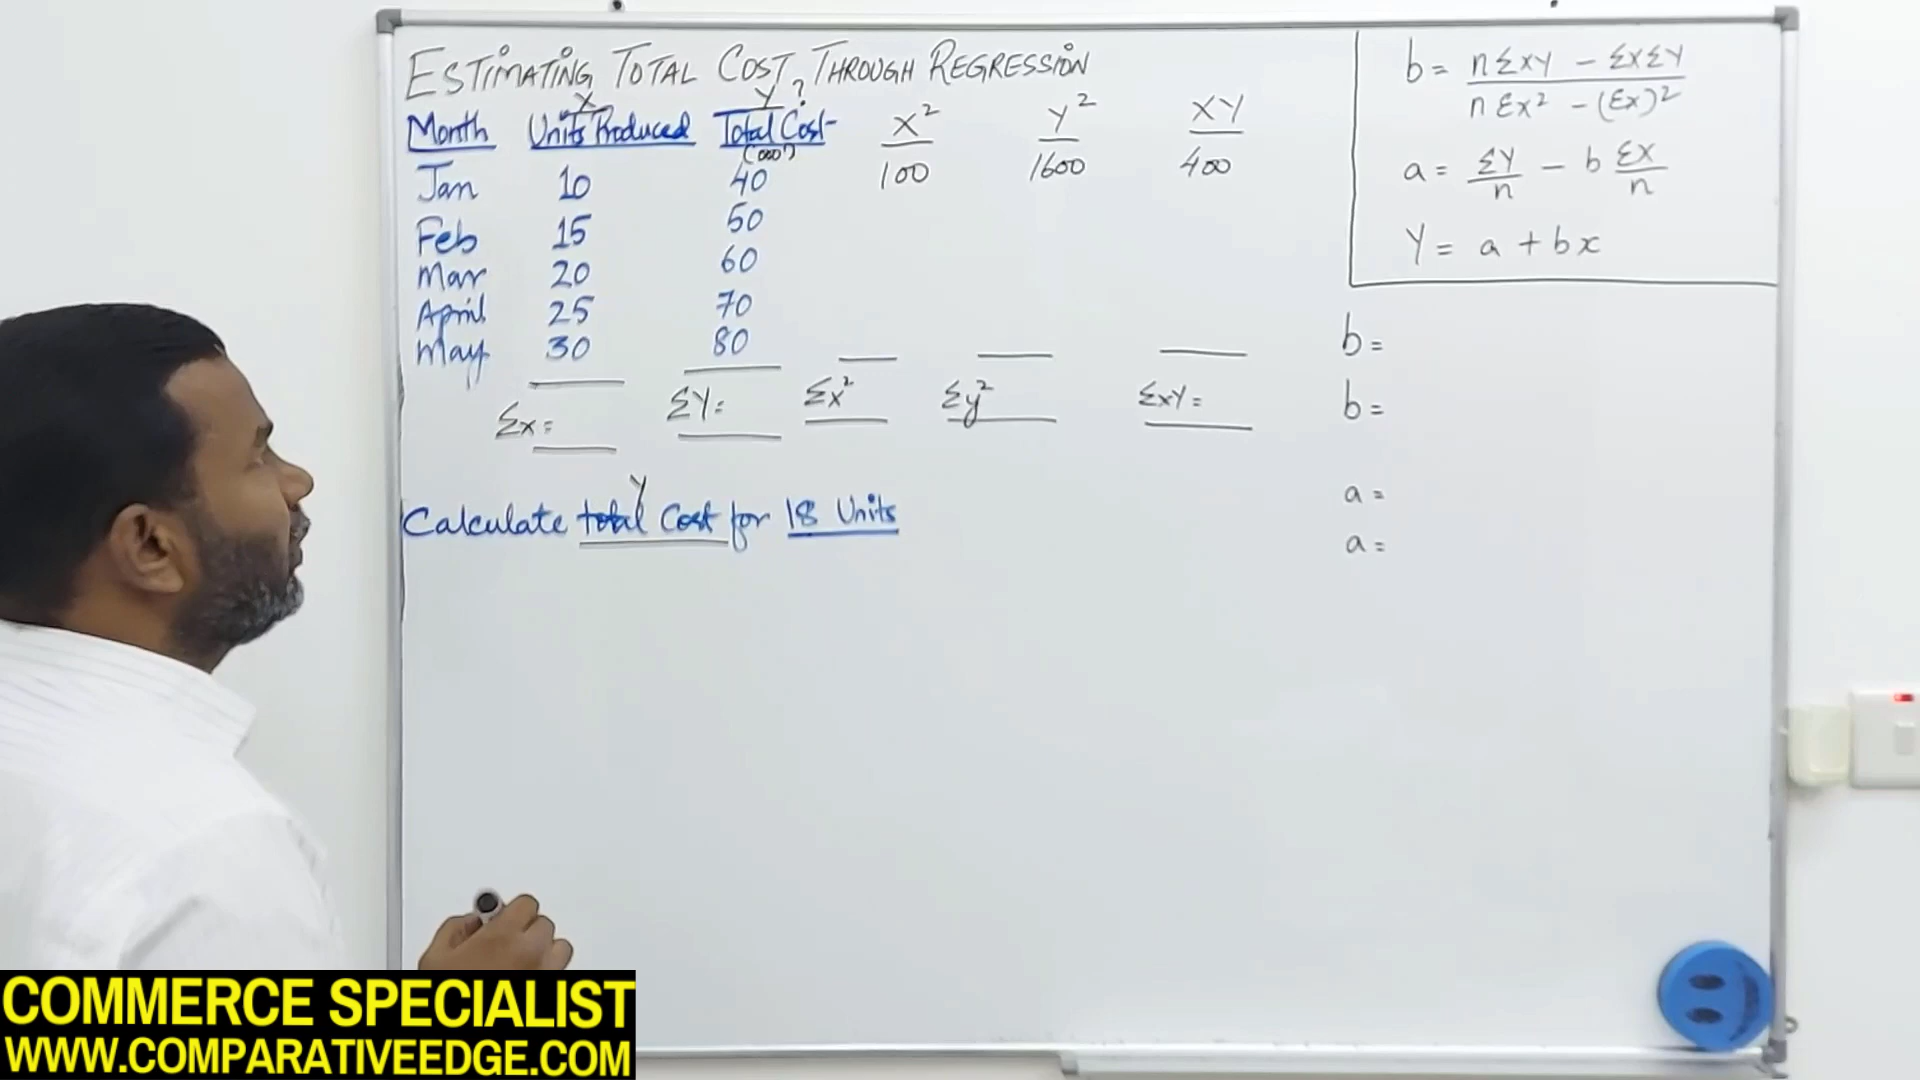 ESTIMATING TOTAL COST, THROUGH REGRESSION
X Y ?
Month Units Produced Total Cost X² Y² XY
(000')
Jan 10 40 100 1600 400
Feb 15 50
Mar 20 60
April 25 70
May 30 80
Σx= ΣY= Σx² Σy² ΣxY=
Y
Calculate total Cost for 18 Units
b = nΣXY - ΣXΣY
nΣx² - (Σx)²
a = ΣY/n - b ΣX/n
Y = a + bx
b =
b =
a =
a =
COMMERCE SPECIALIST
WWW.COMPARATIVEEDGE.COM